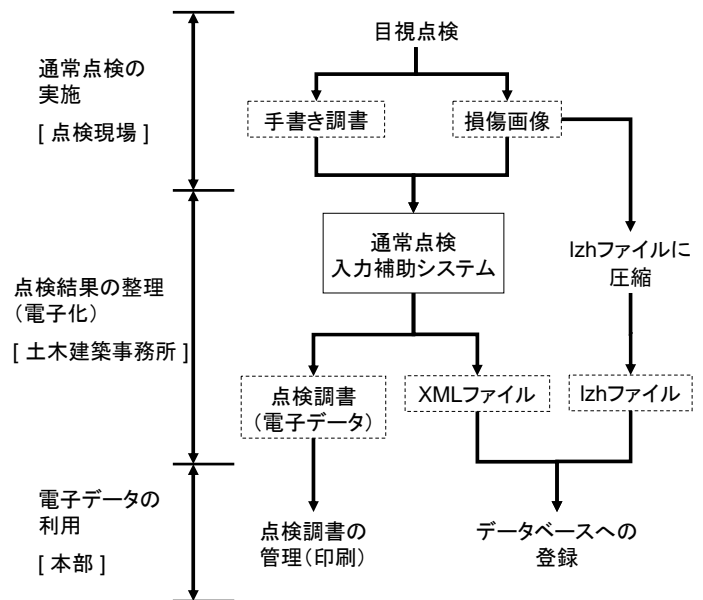 目視点検
通常点検の
実施
[ 点検現場 ]
手書き調書
損傷画像
通常点検
入力補助システム
lzhファイルに
圧縮
点検結果の整理
（電子化）
[ 土木建築事務所 ]
点検調書
（電子データ）
XMLファイル
lzhファイル
電子データの
利用
[ 本部 ]
点検調書の
管理（印刷）
データベースへの
登録